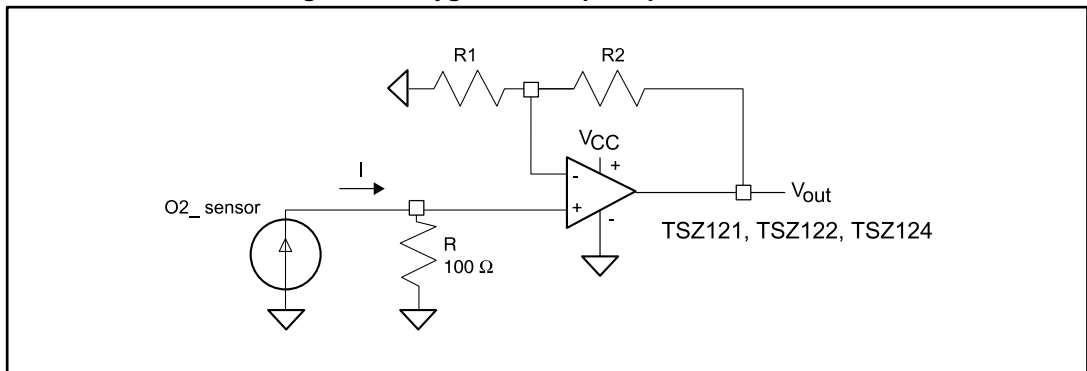 R1
R2
VCC
+
-
I
O2_ sensor
+
-
Vout
TSZ121, TSZ122, TSZ124
R
100 Ω